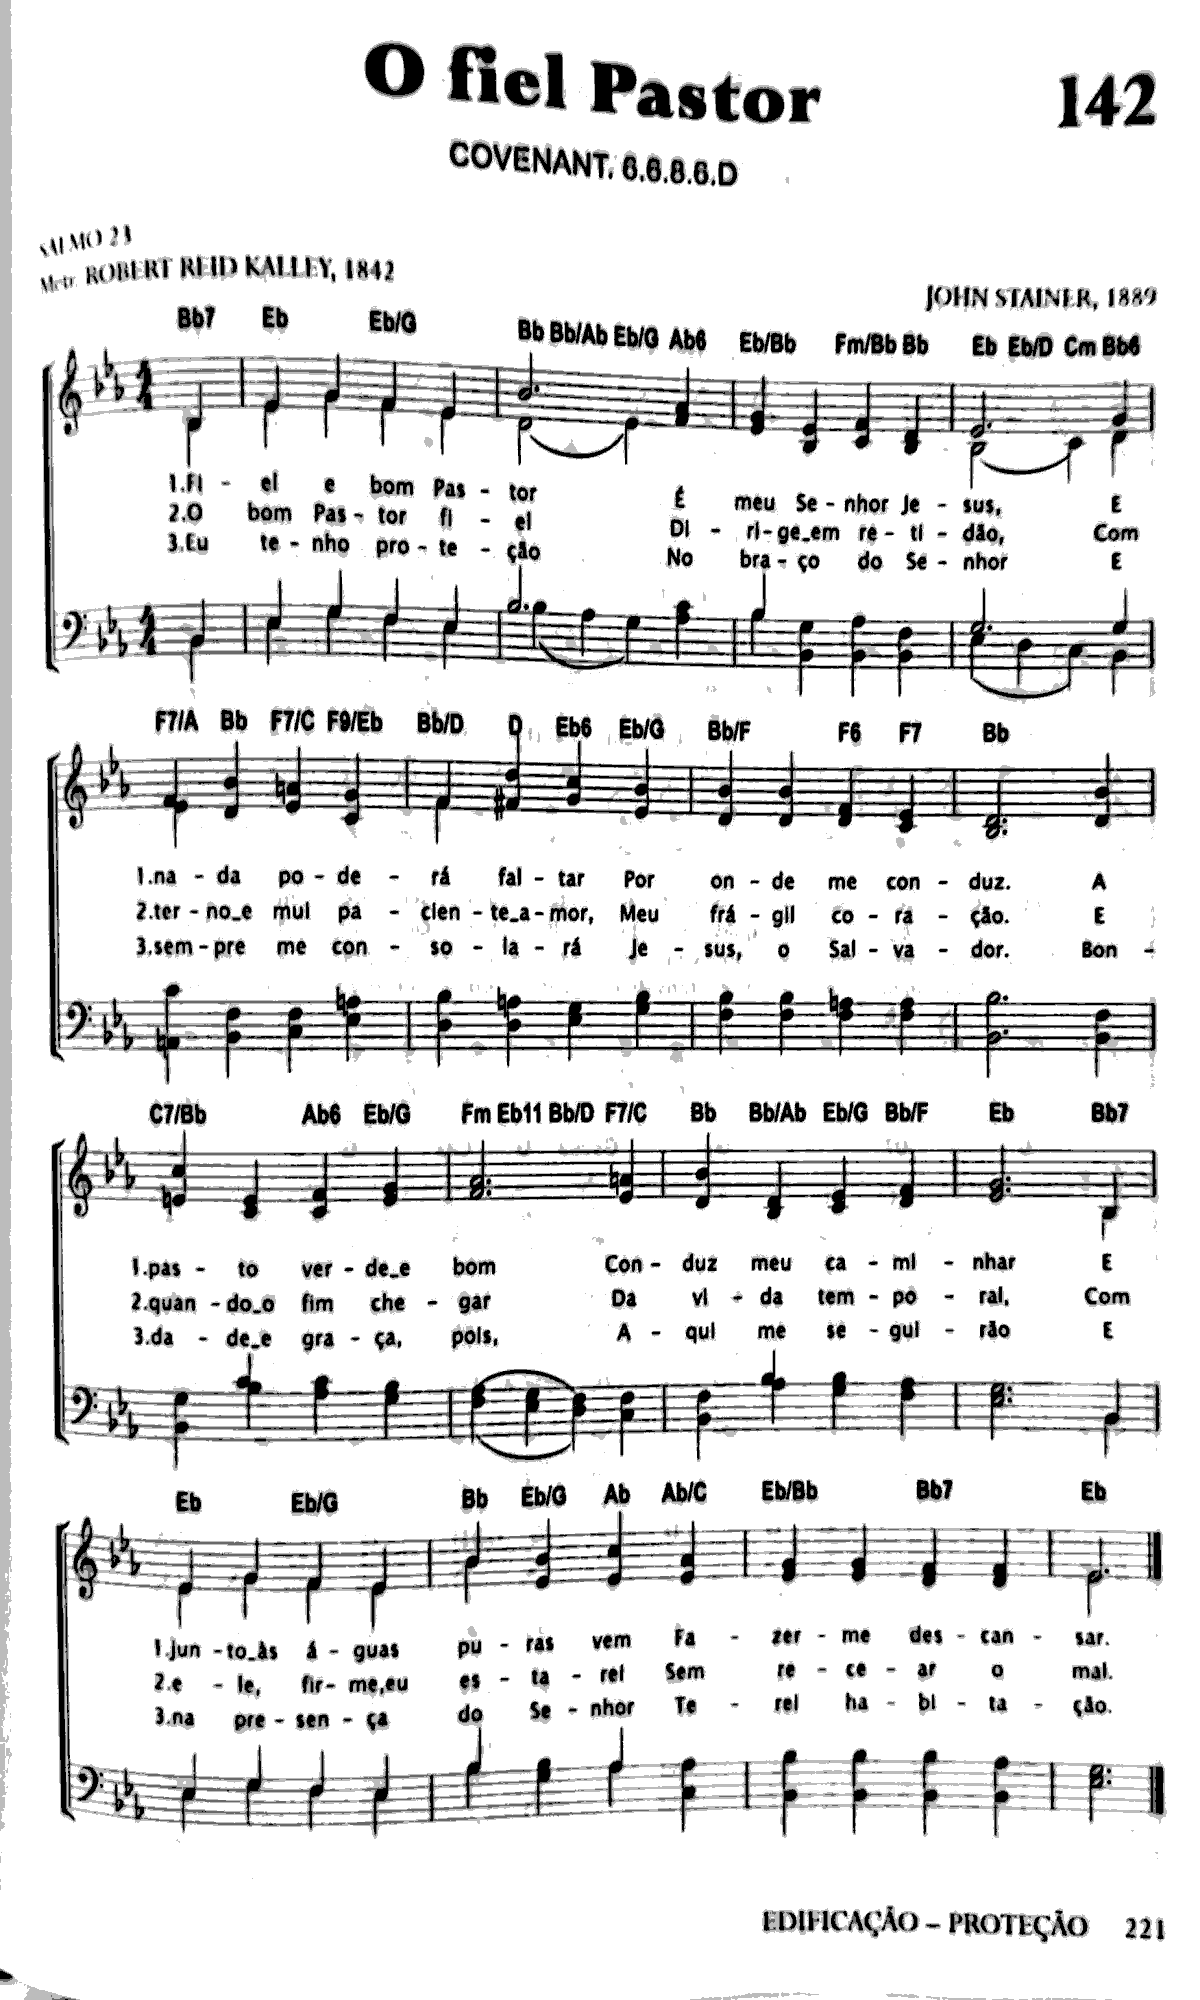 O fiel Pastor
142
COVENANT. 6.6.8.6.D
SALMO 23
Metr. ROBERT REID KALLEY, 1842
JOHN STAINER, 1889
Bb7 Eb Eb/G Bb Bb/Ab Eb/G Ab6 Eb/Bb Fm/Bb Bb Eb Eb/D Cm Bb6
1.Fi - el e bom Pas - tor É meu Se - nhor Je - sus, E
2.O bom Pas - tor fi - el Di - ri-ge_em re - ti - dão, Com
3.Eu te - nho pro - te - ção No bra - ço do Se - nhor E
F7/A Bb F7/C F9/Eb Bb/D D Eb6 Eb/G Bb/F F6 F7 Bb
1.na - da po - de - rá fal - tar Por on - de me con - duz. A
2.ter - no_e mui pa - cien - te_a - mor, Meu frá - gil co - ra - ção. E
3.sem - pre me con - so - la - rá Je - sus, o Sal - va - dor. Bon -
C7/Bb Ab6 Eb/G Fm Eb11 Bb/D F7/C Bb Bb/Ab Eb/G Bb/F Eb Bb7
1.pas - to ver - de_e bom Con - duz meu ca - mi - nhar E
2.quan - do_o fim che - gar Da vi - da tem - po - ral, Com
3.da - de_e gra - ça, pois, A - qui me se - gui - rão E
Eb Eb/G Bb Eb/G Ab Ab/C Eb/Bb Bb7 Eb
1.jun - to_às á - guas pu - ras vem Fa - zer - me des - can - sar.
2.e - le, fir - me,eu es - ta - rei Sem re - ce - ar o mal.
3.na pre - sen - ça do Se - nhor Te - rei ha - bi - ta - ção.
EDIFICAÇÃO – PROTEÇÃO 221